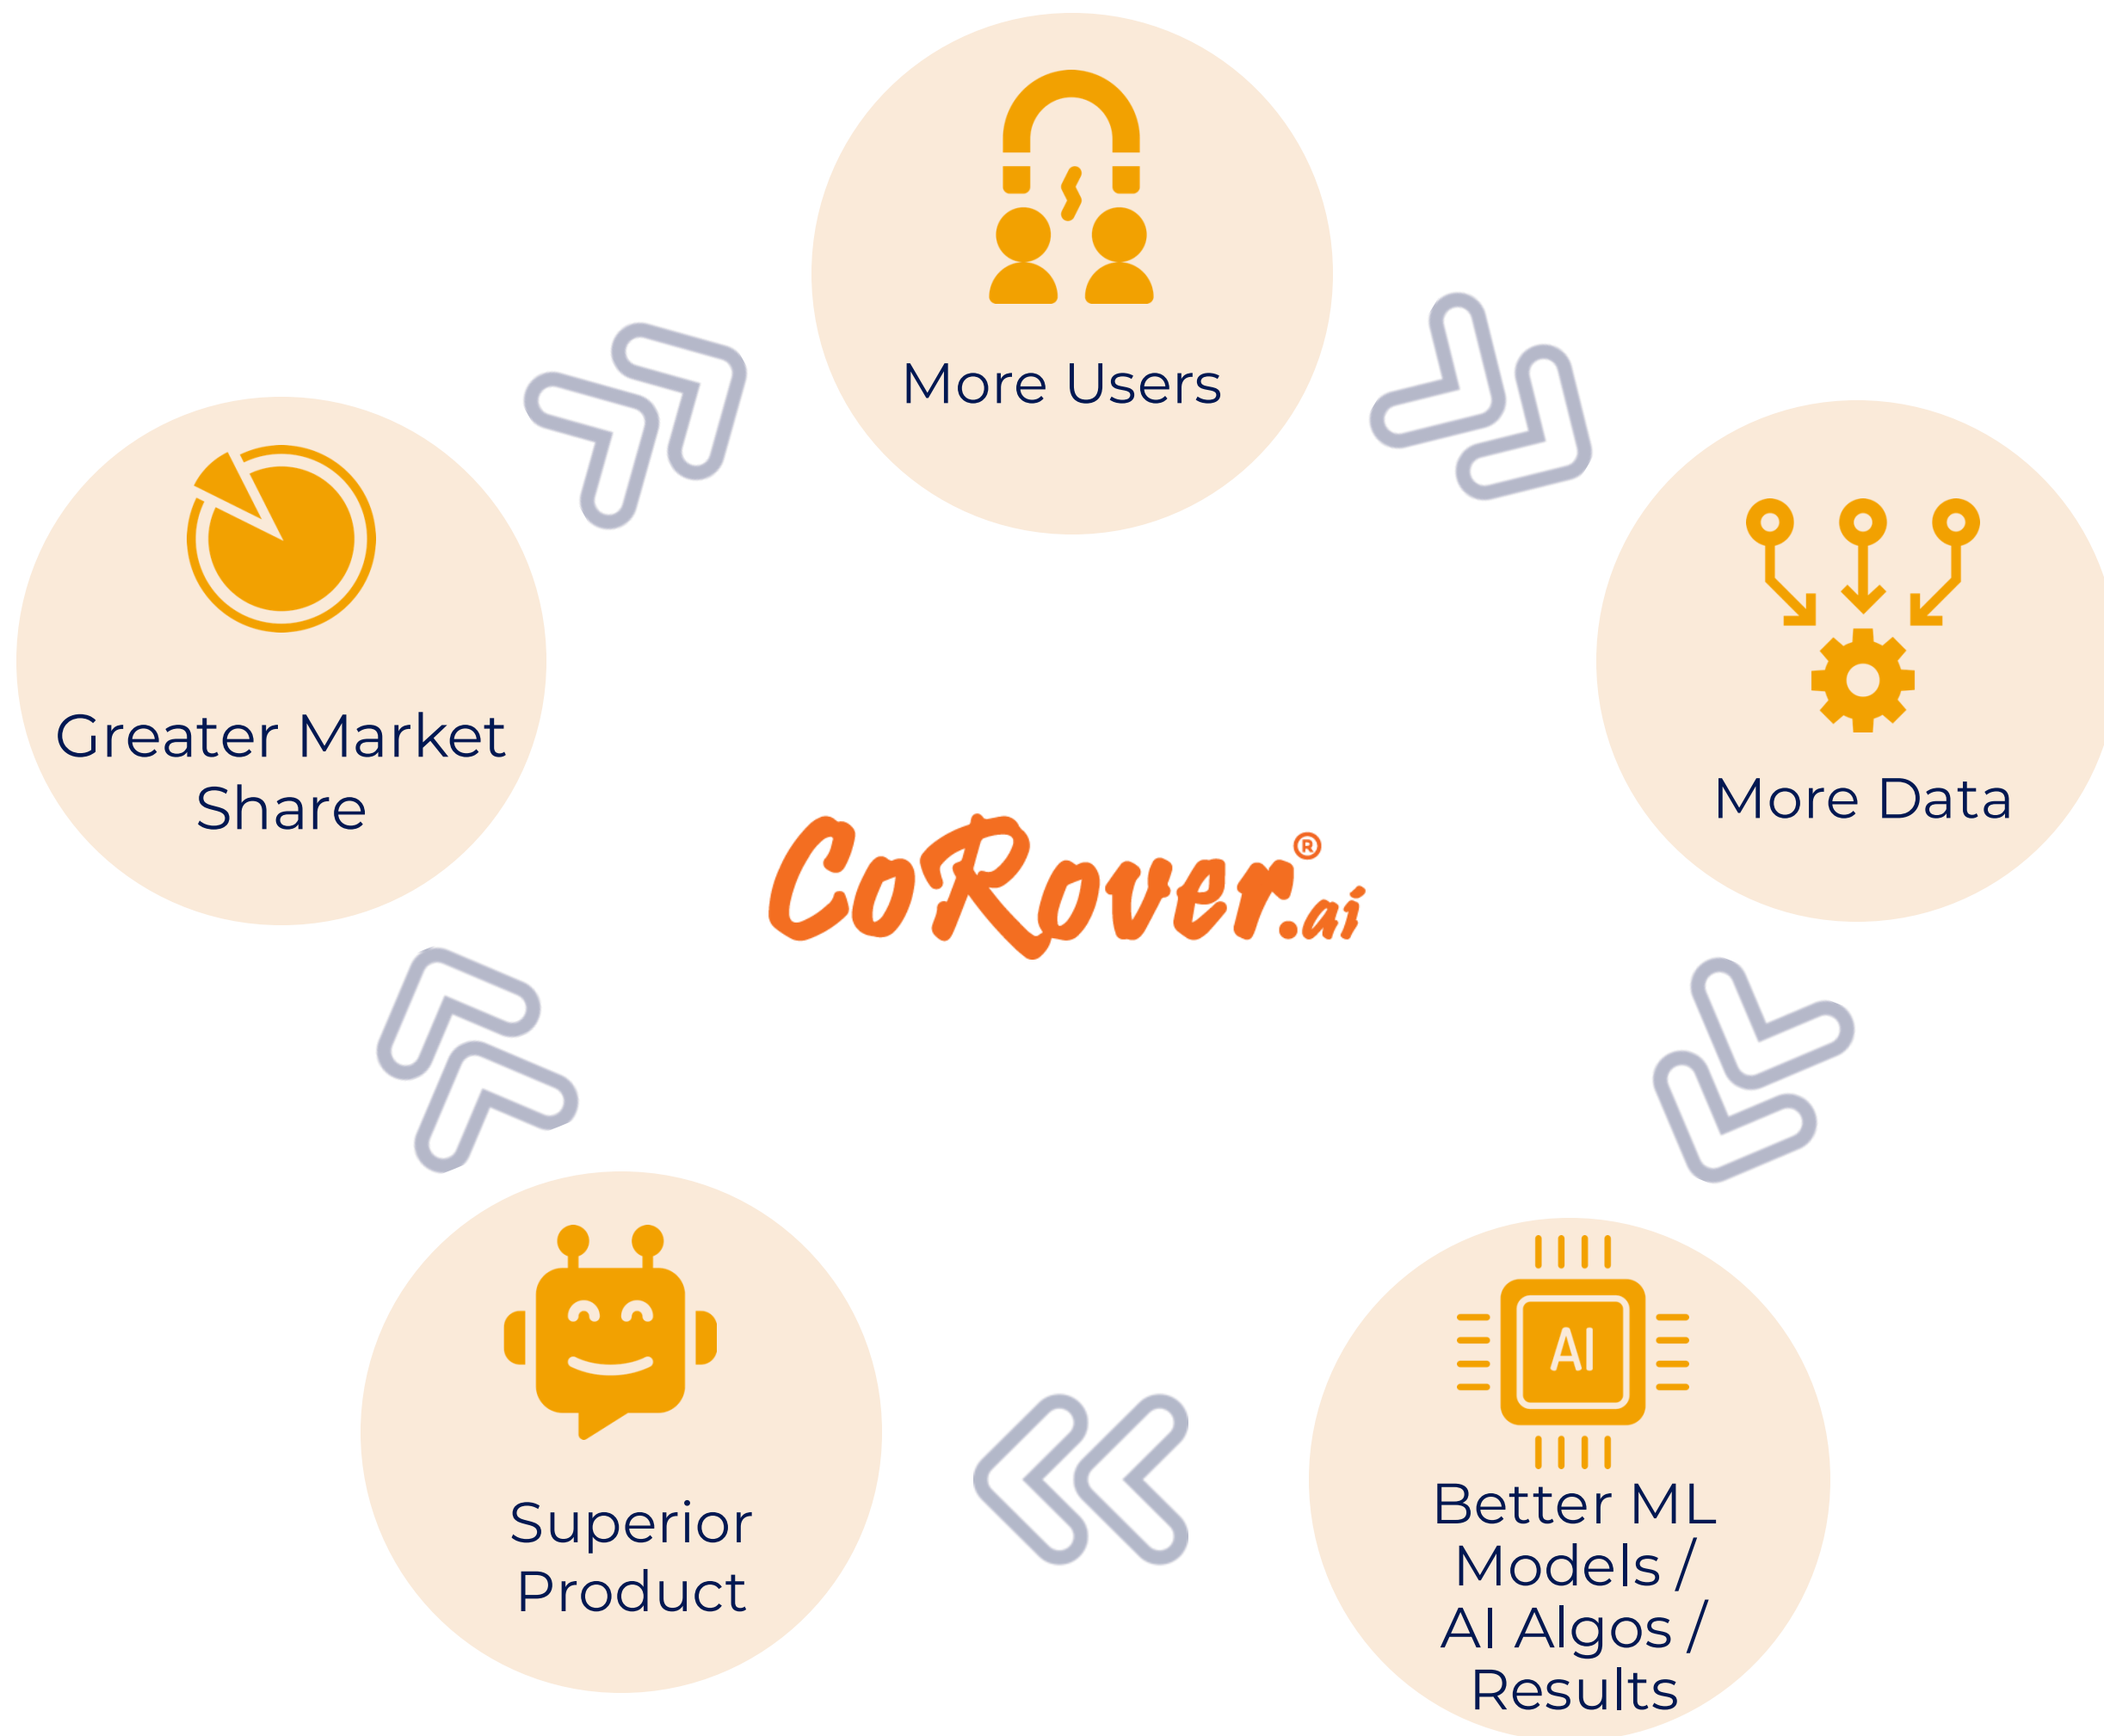 More Users
Greater Market
Share
More Data
CoRover.ai
®
AI
Superior
Product
Better ML
Models /
AI Algos /
Results